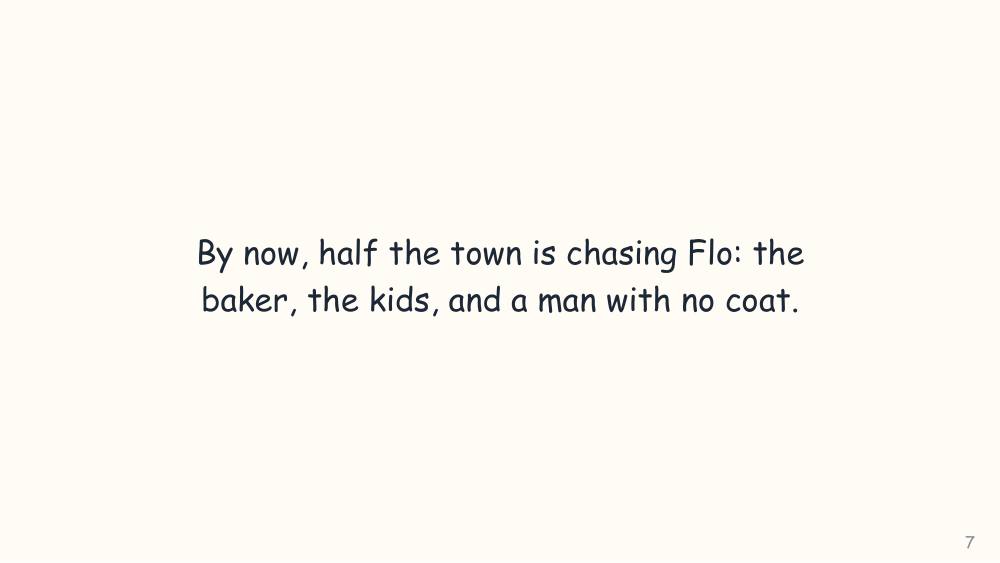 By now, half the town is chasing Flo: the
baker, the kids, and a man with no coat.
7